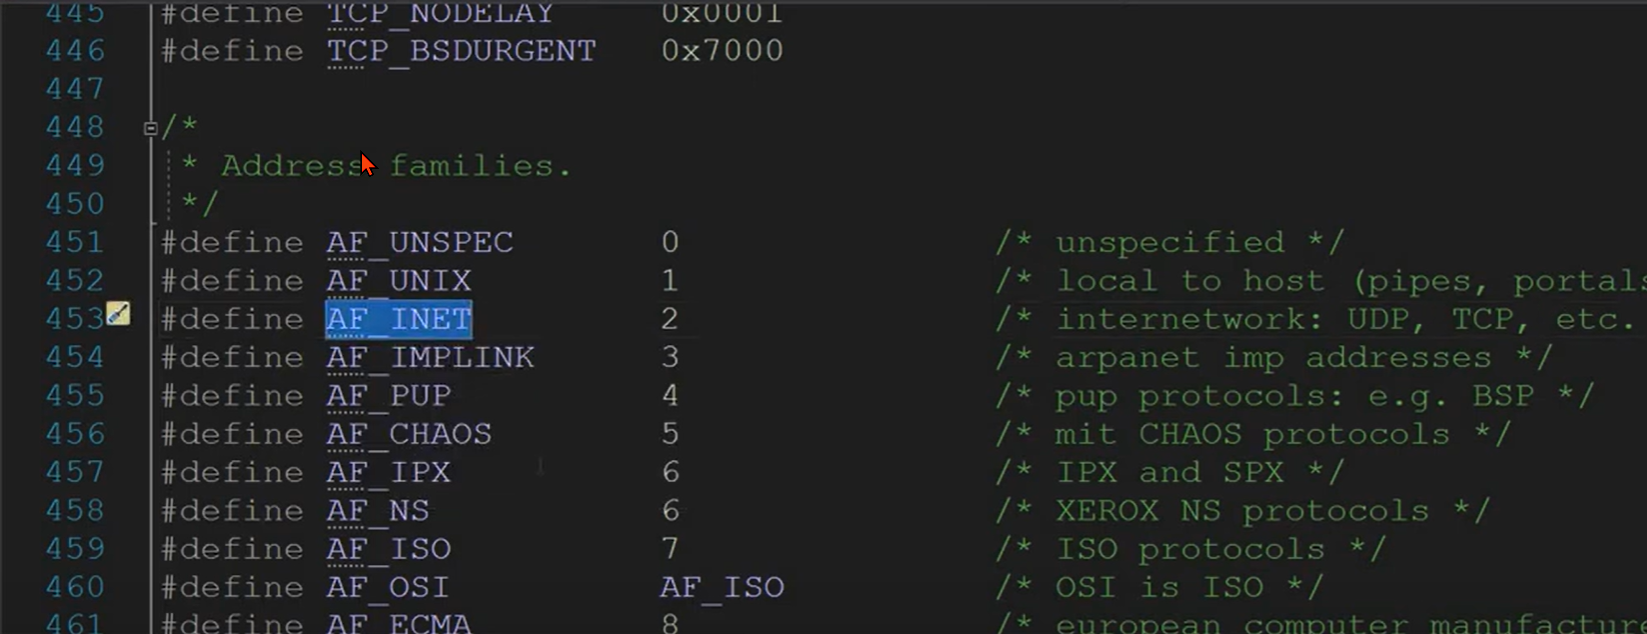 445 #define TCP_NODELAY 0x0001
446 #define TCP_BSDURGENT 0x7000
447
448 /*
449 * Address families.
450 */
451 #define AF_UNSPEC 0 /* unspecified */
452 #define AF_UNIX 1 /* local to host (pipes, portals
453 #define AF_INET 2 /* internetwork: UDP, TCP, etc.
454 #define AF_IMPLINK 3 /* arpanet imp addresses */
455 #define AF_PUP 4 /* pup protocols: e.g. BSP */
456 #define AF_CHAOS 5 /* mit CHAOS protocols */
457 #define AF_IPX 6 /* IPX and SPX */
458 #define AF_NS 6 /* XEROX NS protocols */
459 #define AF_ISO 7 /* ISO protocols */
460 #define AF_OSI AF_ISO /* OSI is ISO */
461 #define AF_ECMA 8 /* european computer manufacture